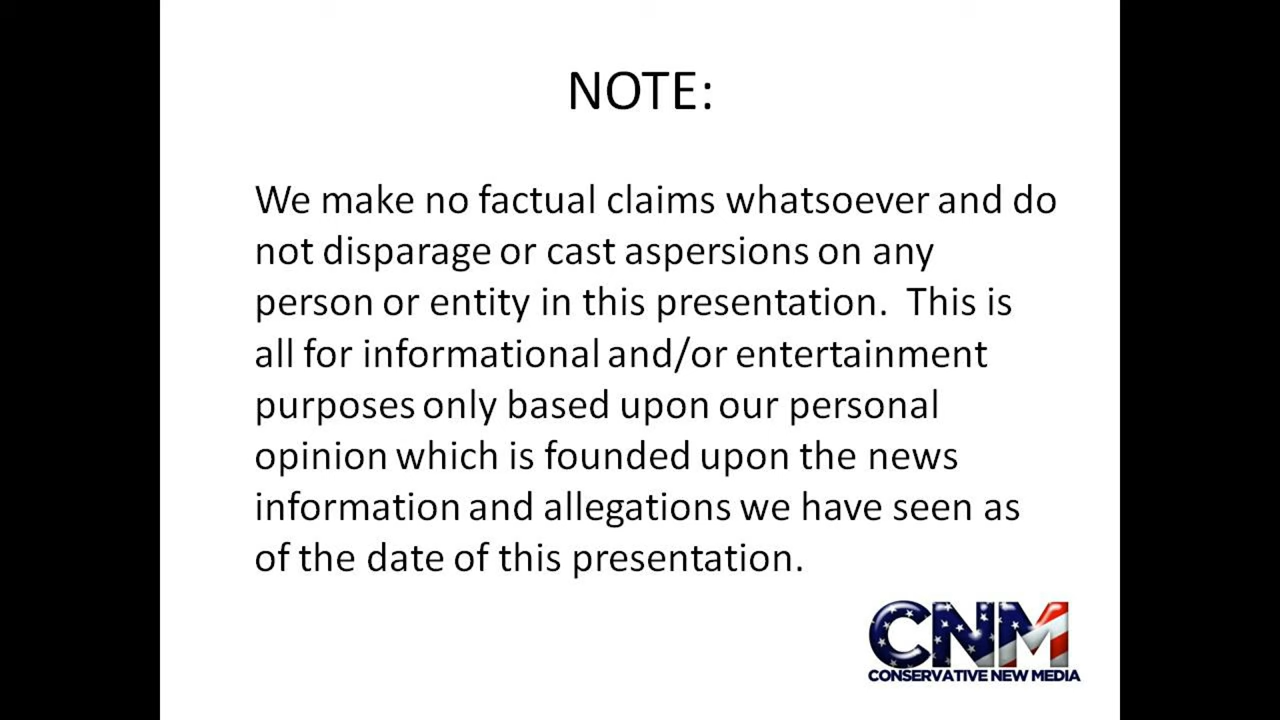 NOTE:
We make no factual claims whatsoever and do
not disparage or cast aspersions on any
person or entity in this presentation.  This is
all for informational and/or entertainment
purposes only based upon our personal
opinion which is founded upon the news
information and allegations we have seen as
of the date of this presentation.
CNM
CONSERVATIVE NEW MEDIA